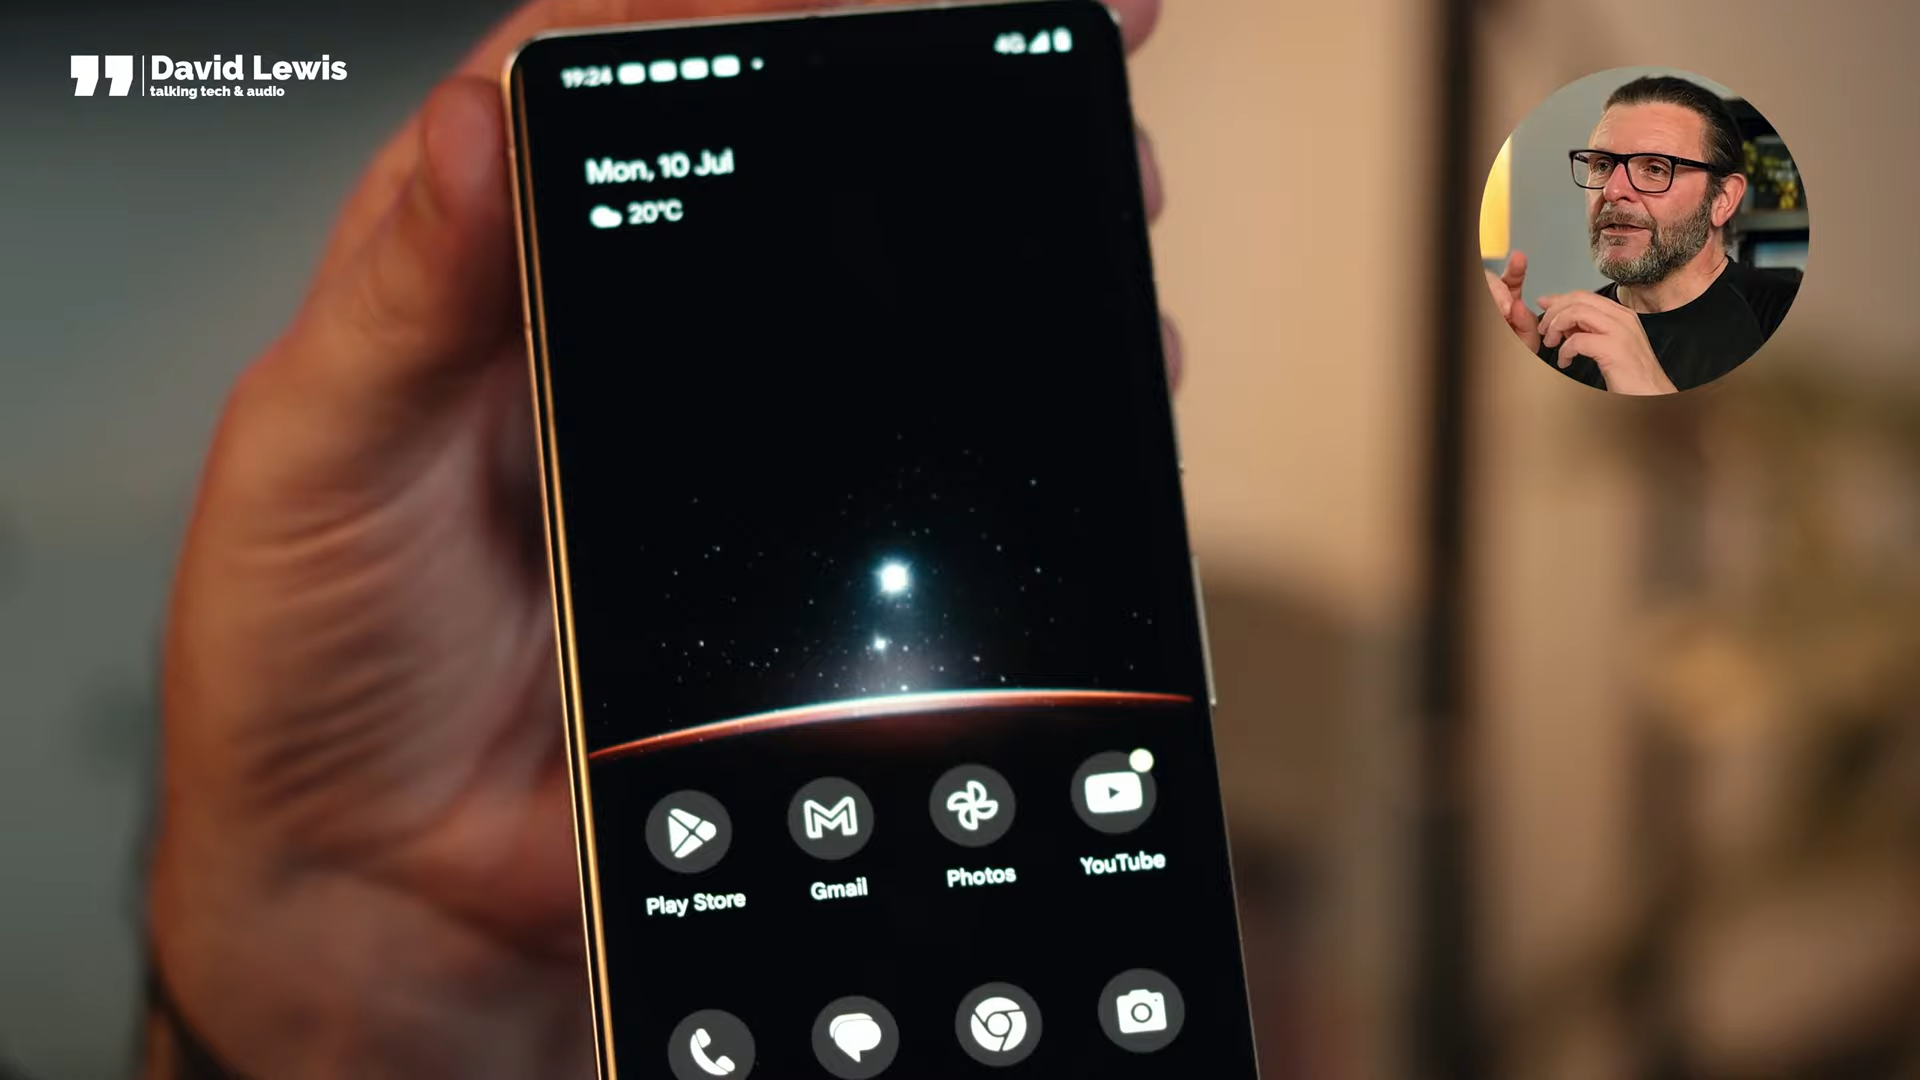 David Lewis
talking tech & audio
19:24
4G
Mon, 10 Jul
20°C
Play Store
Gmail
Photos
YouTube